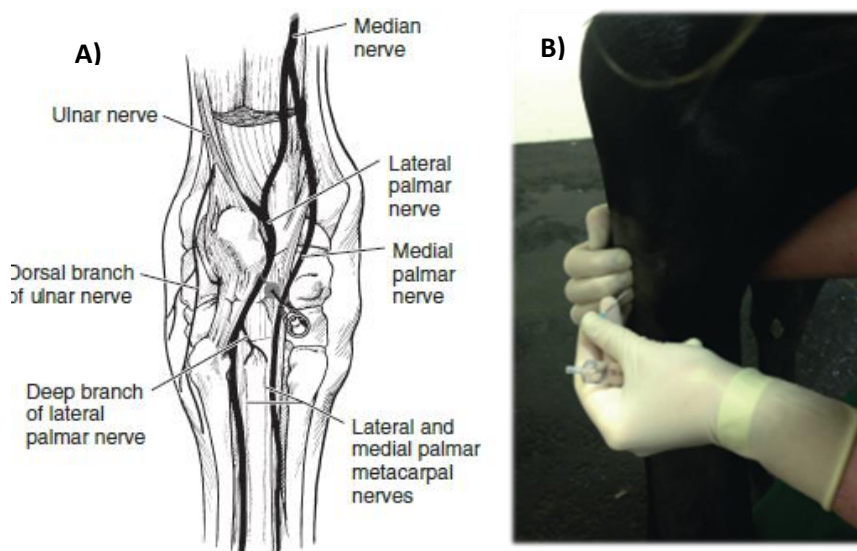 A)
Median
nerve
Ulnar nerve
Lateral
palmar
nerve
Medial
palmar
nerve
Dorsal branch
of ulnar nerve
Deep branch
of lateral
palmar nerve
Lateral and
medial palmar
metacarpal
nerves
B)